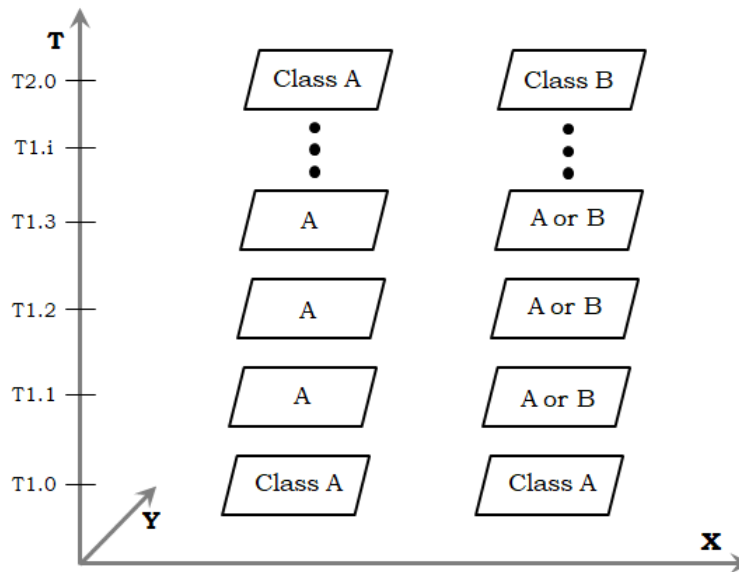 T
T2.0 Class A Class B
T1.i
T1.3 A A or B
T1.2 A A or B
T1.1 A A or B
T1.0 Class A Class A
Y
X